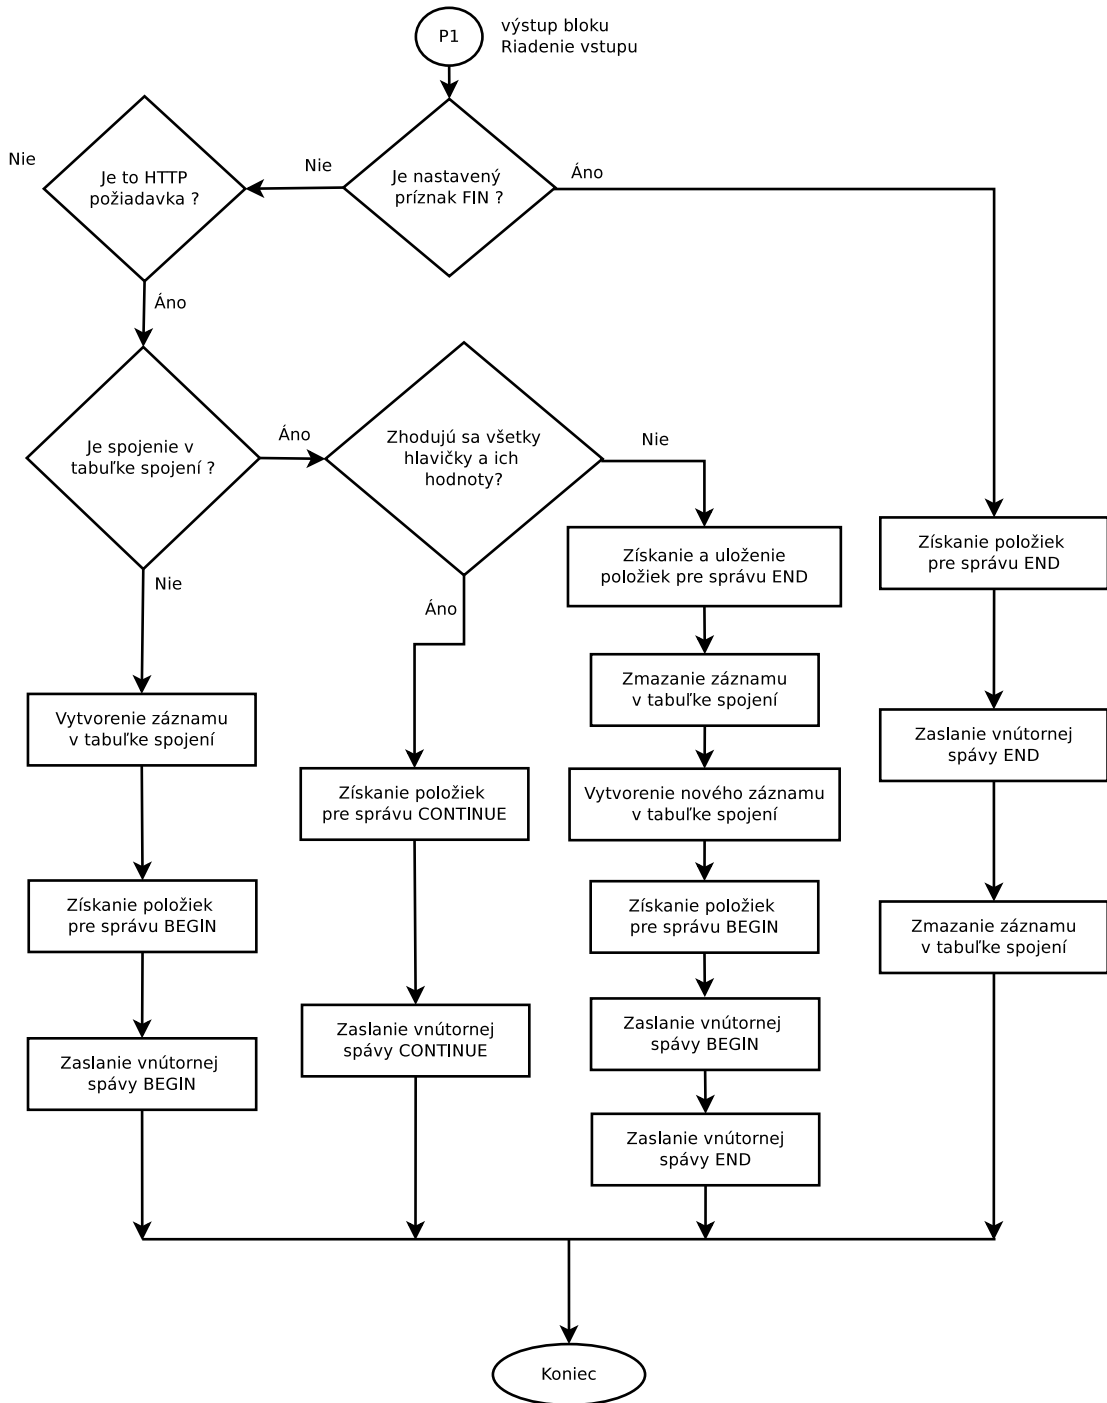 P1
výstup bloku
Riadenie vstupu
Nie
Je to HTTP
požiadavka ?
Nie
Je nastavený
príznak FIN ?
Áno
Áno
Je spojenie v
tabuľke spojení ?
Áno
Zhodujú sa všetky
hlavičky a ich
hodnoty?
Nie
Získanie a uloženie
položiek pre správu END
Získanie položiek
pre správu END
Nie
Áno
Zmazanie záznamu
v tabuľke spojení
Vytvorenie záznamu
v tabuľke spojení
Zaslanie vnútornej
spávy END
Získanie položiek
pre správu CONTINUE
Vytvorenie nového záznamu
v tabuľke spojení
Získanie položiek
pre správu BEGIN
Získanie položiek
pre správu BEGIN
Zmazanie záznamu
v tabuľke spojení
Zaslanie vnútornej
spávy BEGIN
Zaslanie vnútornej
spávy CONTINUE
Zaslanie vnútornej
spávy BEGIN
Zaslanie vnútornej
spávy END
Koniec